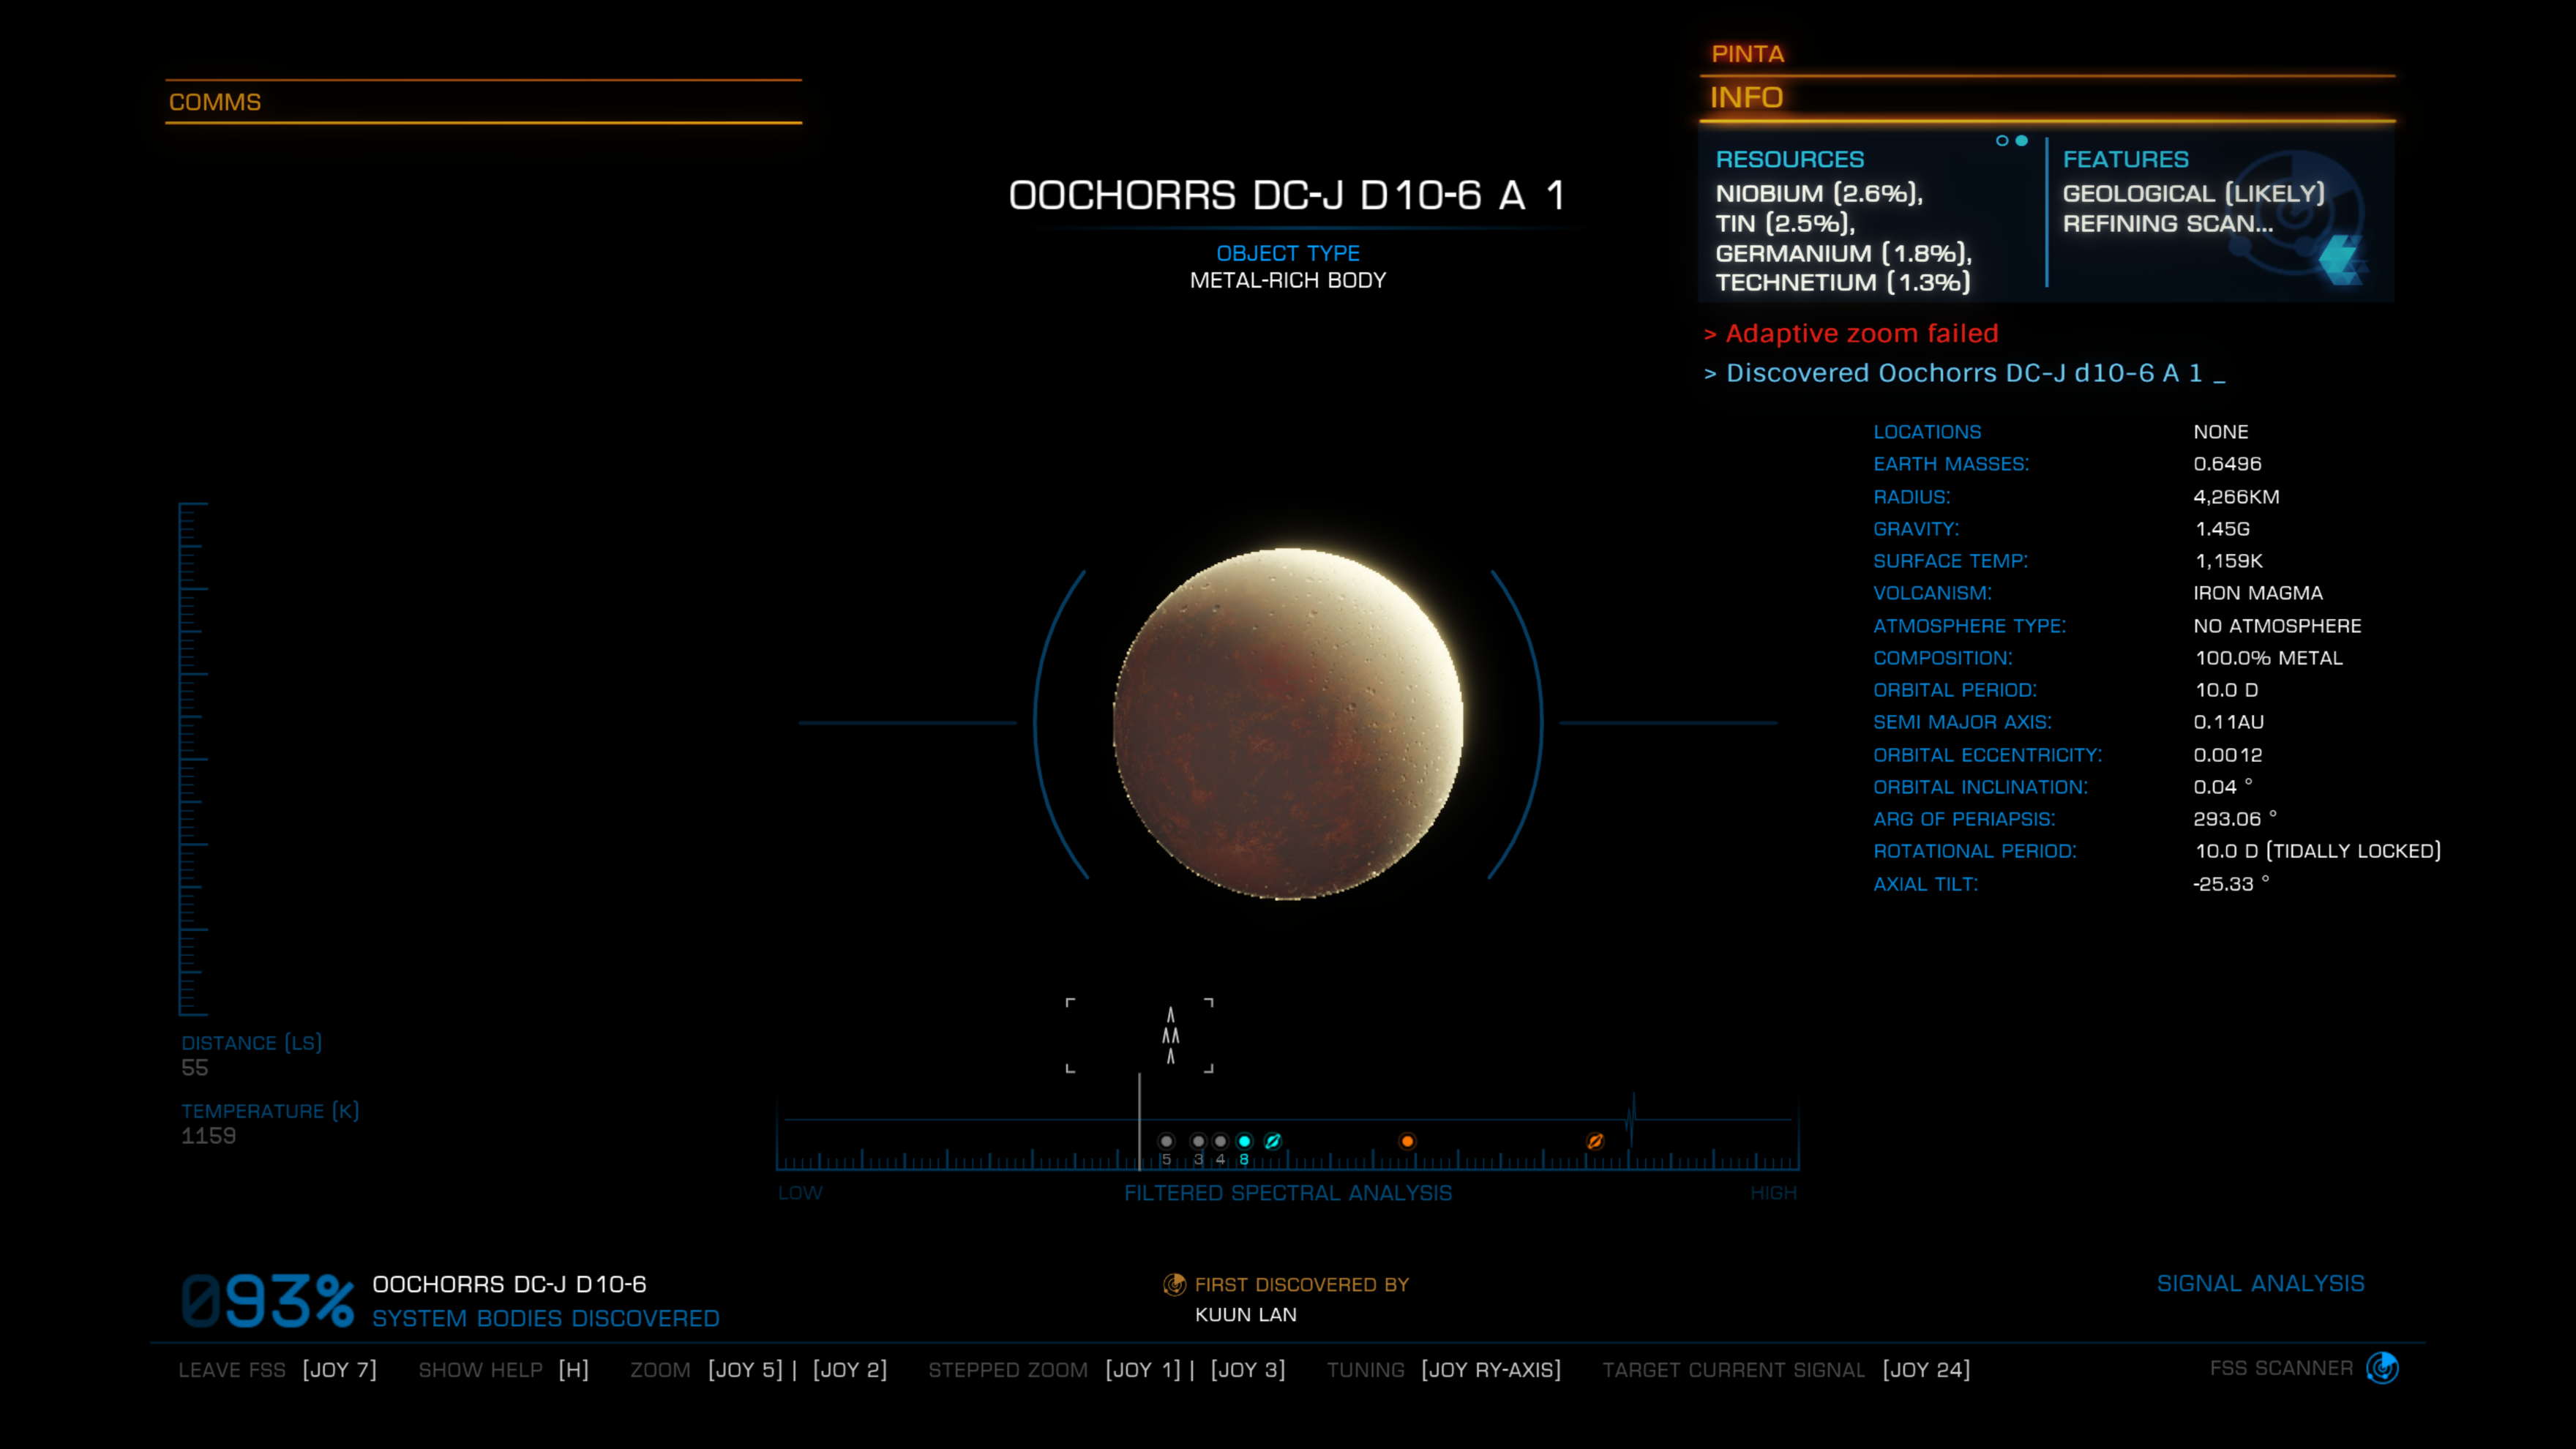 PINTA
COMMS
INFO
RESOURCES
NIOBIUM (2.6%),
TIN (2.5%),
GERMANIUM (1.8%),
TECHNETIUM (1.3%)
FEATURES
GEOLOGICAL (LIKELY)
REFINING SCAN...
OOCHORRS DC-J D10-6 A 1
OBJECT TYPE
METAL-RICH BODY
> Adaptive zoom failed
> Discovered Oochorrs DC-J d10-6 A 1 _
LOCATIONS NONE
EARTH MASSES: 0.6496
RADIUS: 4,266KM
GRAVITY: 1.45G
SURFACE TEMP: 1,159K
VOLCANISM: IRON MAGMA
ATMOSPHERE TYPE: NO ATMOSPHERE
COMPOSITION: 100.0% METAL
ORBITAL PERIOD: 10.0 D
SEMI MAJOR AXIS: 0.11AU
ORBITAL ECCENTRICITY: 0.0012
ORBITAL INCLINATION: 0.04 °
ARG OF PERIAPSIS: 293.06 °
ROTATIONAL PERIOD: 10.0 D (TIDALLY LOCKED)
AXIAL TILT: -25.33 °
DISTANCE (LS)
55
TEMPERATURE (K)
1159
5 3 4 8
LOW FILTERED SPECTRAL ANALYSIS HIGH
093% OOCHORRS DC-J D10-6
SYSTEM BODIES DISCOVERED
FIRST DISCOVERED BY
KUUN LAN
SIGNAL ANALYSIS
LEAVE FSS [JOY 7] SHOW HELP [H] ZOOM [JOY 5] | [JOY 2] STEPPED ZOOM [JOY 1] | [JOY 3] TUNING [JOY RY-AXIS] TARGET CURRENT SIGNAL [JOY 24] FSS SCANNER